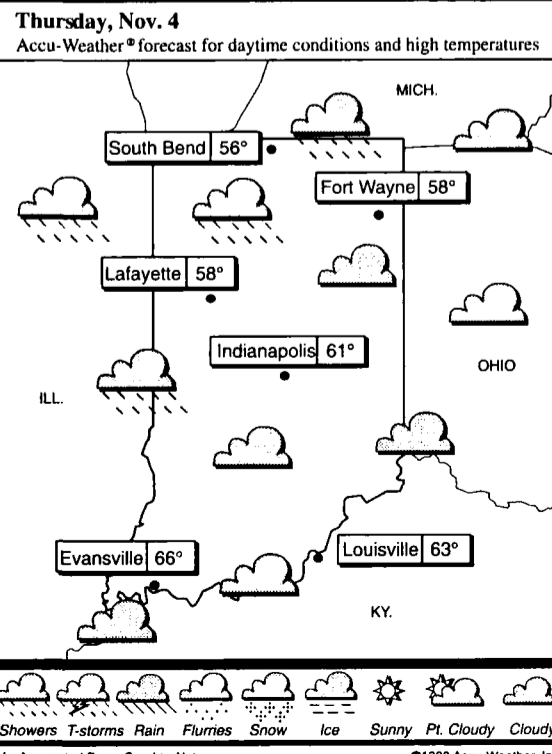 Thursday, Nov. 4
Accu-Weather® forecast for daytime conditions and high temperatures
MICH.
South Bend 56°
Fort Wayne 58°
Lafayette 58°
Indianapolis 61°
OHIO
ILL.
Evansville 66°
Louisville 63°
KY.
Showers T-storms Rain Flurries Snow Ice Sunny Pt. Cloudy Cloudy